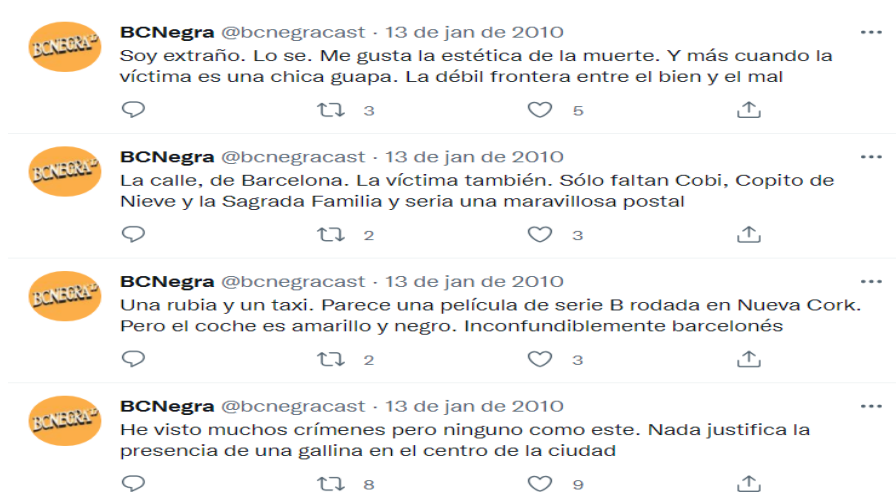 BCNegra @bcnegracast · 13 de jan de 2010
Soy extraño. Lo se. Me gusta la estética de la muerte. Y más cuando la
víctima es una chica guapa. La débil frontera entre el bien y el mal
3 5
BCNegra @bcnegracast · 13 de jan de 2010
La calle, de Barcelona. La víctima también. Sólo faltan Cobi, Copito de
Nieve y la Sagrada Familia y seria una maravillosa postal
2 3
BCNegra @bcnegracast · 13 de jan de 2010
Una rubia y un taxi. Parece una película de serie B rodada en Nueva Cork.
Pero el coche es amarillo y negro. Inconfundiblemente barcelonés
2 3
BCNegra @bcnegracast · 13 de jan de 2010
He visto muchos crímenes pero ninguno como este. Nada justifica la
presencia de una gallina en el centro de la ciudad
8 9